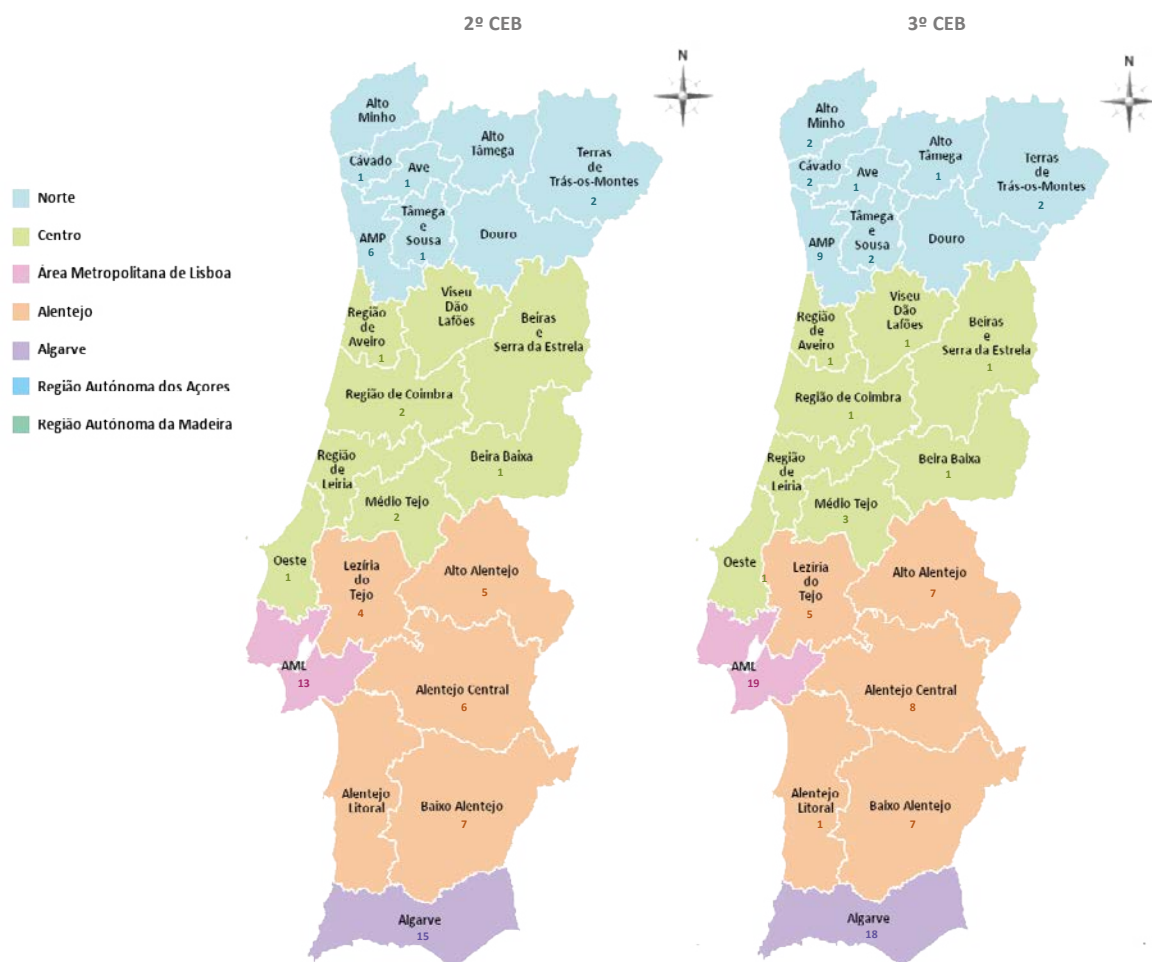 2º CEB
3º CEB
Norte
Centro
Área Metropolitana de Lisboa
Alentejo
Algarve
Região Autónoma dos Açores
Região Autónoma da Madeira
N
Alto
Minho
Cávado
1
Ave
1
Alto
Tâmega
Terras
de
Trás-os-Montes
2
AMP
6
Tâmega
e
Sousa
1
Douro
Região
de
Aveiro
1
Viseu
Dão
Lafões
Beiras
e
Serra da Estrela
Região de Coimbra
2
Região
de
Leiria
Beira Baixa
1
Médio Tejo
2
Oeste
1
Lezíria
do
Tejo
4
Alto Alentejo
5
AML
13
Alentejo Central
6
Alentejo
Litoral
Baixo Alentejo
7
Algarve
15
N
Alto
Minho
2
Cávado
2
Ave
1
Alto
Tâmega
1
Terras
de
Trás-os-Montes
2
AMP
9
Tâmega
e
Sousa
2
Douro
Região
de
Aveiro
1
Viseu
Dão
Lafões
1
Beiras
e
Serra da Estrela
1
Região de Coimbra
1
Região
de
Leiria
Beira Baixa
1
Médio Tejo
3
Oeste
1
Lezíria
do
Tejo
5
Alto Alentejo
7
AML
19
Alentejo Central
8
Alentejo
Litoral
1
Baixo Alentejo
7
Algarve
18